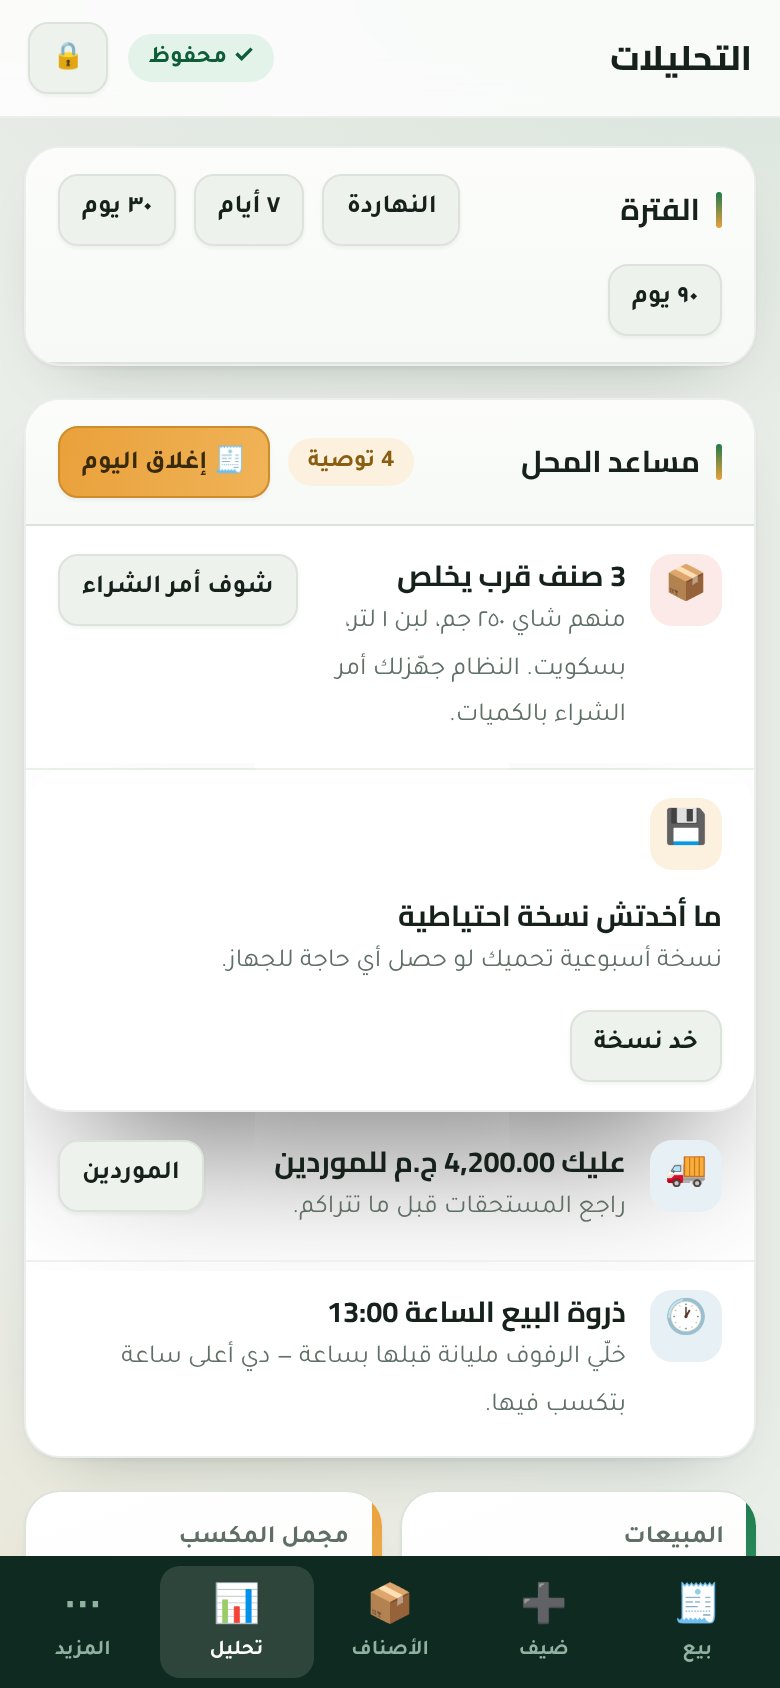 التحليلات
✓ محفوظ
الفترة
النهاردة
٧ أيام
٣٠ يوم
٩٠ يوم
مساعد المحل
4 توصية
إغلاق اليوم
3 صنف قرب يخلص
منهم شاي ٢٥٠ جم، لبن ١ لتر،
بسكويت. النظام جهّزلك أمر
الشراء بالكميات.
شوف أمر الشراء
ما أخدتش نسخة احتياطية
نسخة أسبوعية تحميك لو حصل أي حاجة للجهاز.
خد نسخة
عليك 4,200.00 ج.م للموردين
راجع المستحقات قبل ما تتراكم.
الموردين
ذروة البيع الساعة 13:00
خلّي الرفوف مليانة قبلها بساعة – دي أعلى ساعة
بتكسب فيها.
المبيعات
مجمل المكسب
بيع
ضيف
الأصناف
تحليل
المزيد